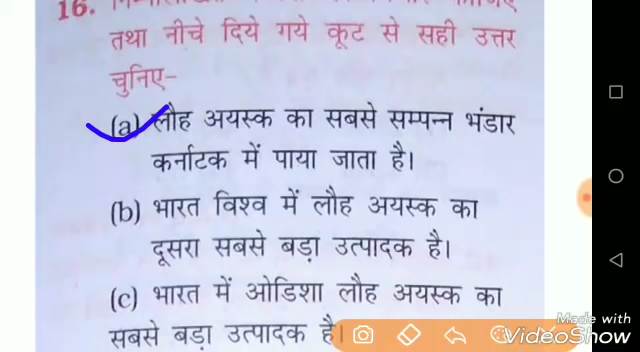 16.
तथा नीचे दिये गये कूट से सही उत्तर
चुनिए-
(a) लौह अयस्क का सबसे सम्पन्न भंडार
कर्नाटक में पाया जाता है।
(b) भारत विश्व में लौह अयस्क का
दूसरा सबसे बड़ा उत्पादक है।
(c) भारत में ओडिशा लौह अयस्क का
सबसे बड़ा उत्पादक है।
Made with
VideoShow